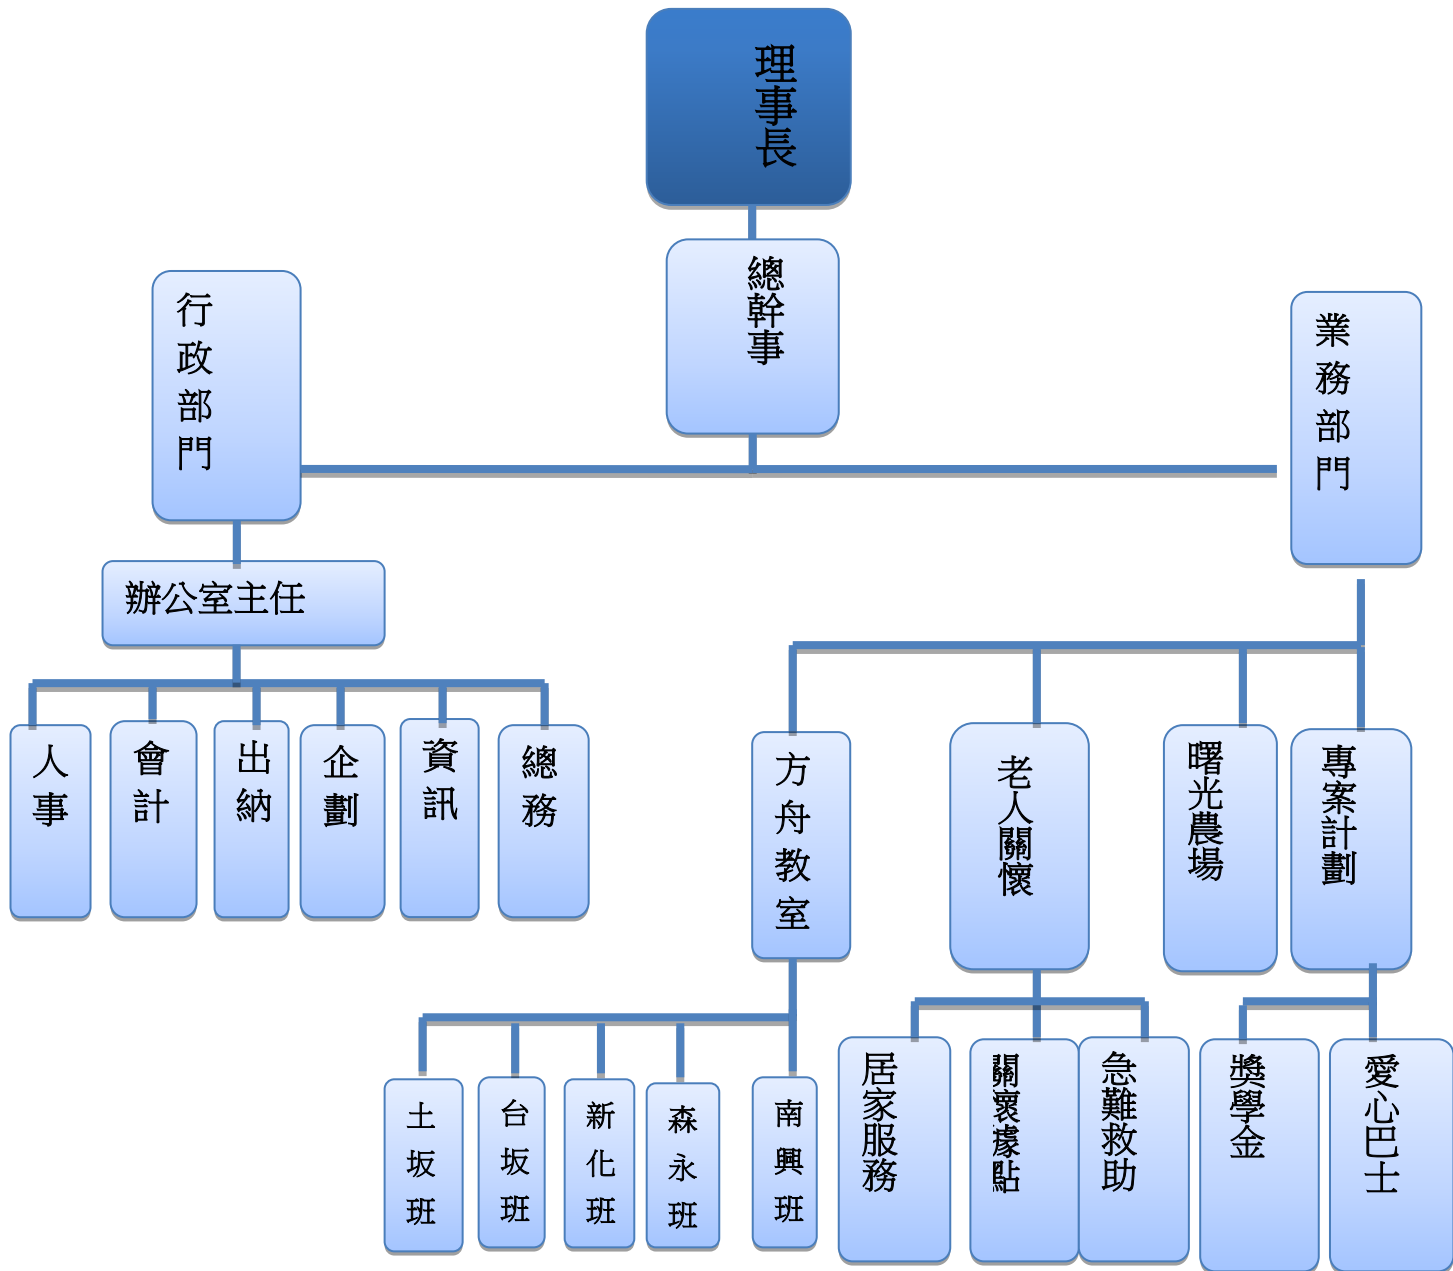 理事長
總幹事
行政部門
業務部門
辦公室主任
人事
會計
出納
企劃
資訊
總務
方舟教室
老人關懷
曙光農場
專案計劃
土坂班
台坂班
新化班
森永班
南興班
居家服務
關懷據點
急難救助
獎學金
愛心巴士